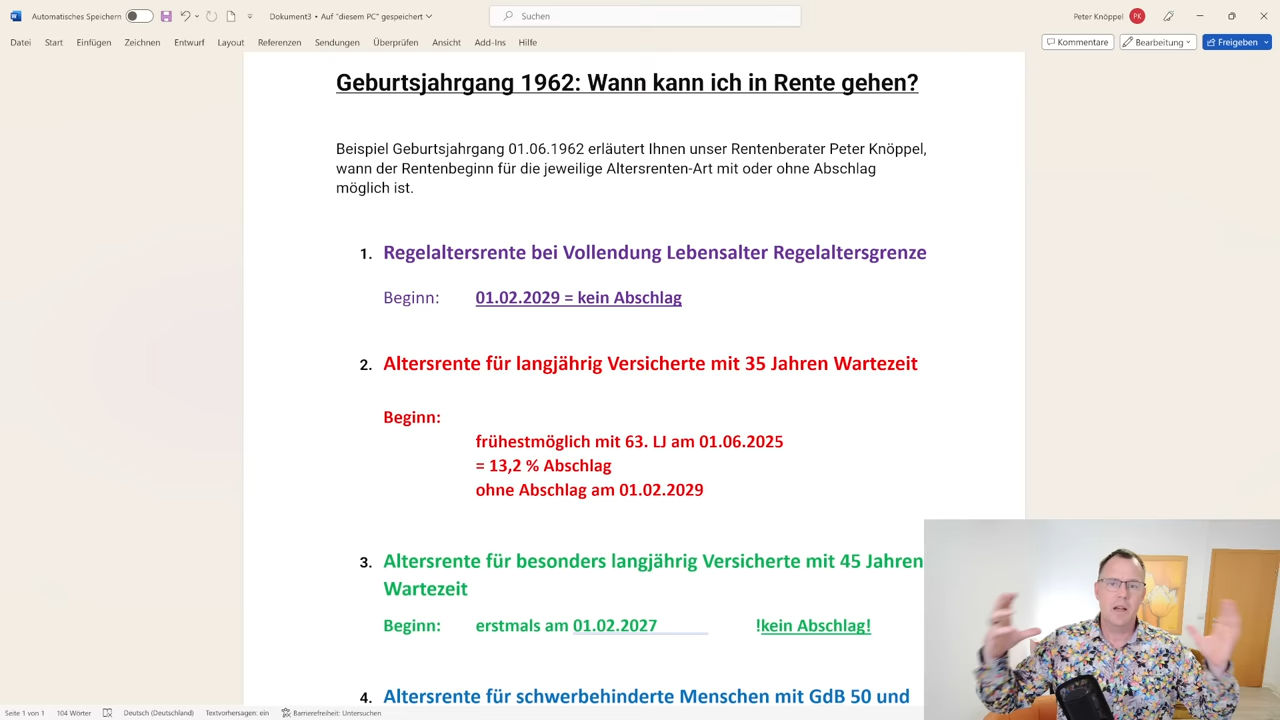 Automatisches Speichern
Dokument3 • Auf "diesem PC" gespeichert
Suchen
Peter Knöppel
PK
Datei Start Einfügen Zeichnen Entwurf Layout Referenzen Sendungen Überprüfen Ansicht Add-Ins Hilfe
Kommentare
Bearbeitung
Freigeben
Geburtsjahrgang 1962: Wann kann ich in Rente gehen?
Beispiel Geburtsjahrgang 01.06.1962 erläutert Ihnen unser Rentenberater Peter Knöppel,
wann der Rentenbeginn für die jeweilige Altersrenten-Art mit oder ohne Abschlag
möglich ist.
1. Regelaltersrente bei Vollendung Lebensalter Regelaltersgrenze
Beginn: 01.02.2029 = kein Abschlag
2. Altersrente für langjährig Versicherte mit 35 Jahren Wartezeit
Beginn:
frühestmöglich mit 63. LJ am 01.06.2025
= 13,2 % Abschlag
ohne Abschlag am 01.02.2029
3. Altersrente für besonders langjährig Versicherte mit 45 Jahren
Wartezeit
Beginn: erstmals am 01.02.2027 !kein Abschlag!
4. Altersrente für schwerbehinderte Menschen mit GdB 50 und
Seite 1 von 1 104 Wörter Deutsch (Deutschland) Textvorhersagen: ein Barrierefreiheit: Untersuchen